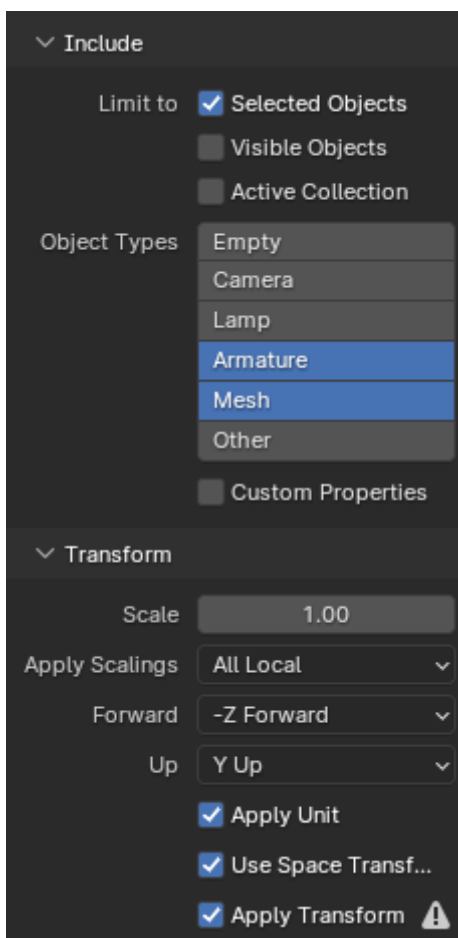 Include
Limit to Selected Objects
Visible Objects
Active Collection
Object Types Empty
Camera
Lamp
Armature
Mesh
Other
Custom Properties
Transform
Scale 1.00
Apply Scalings All Local
Forward -Z Forward
Up Y Up
Apply Unit
Use Space Transf...
Apply Transform